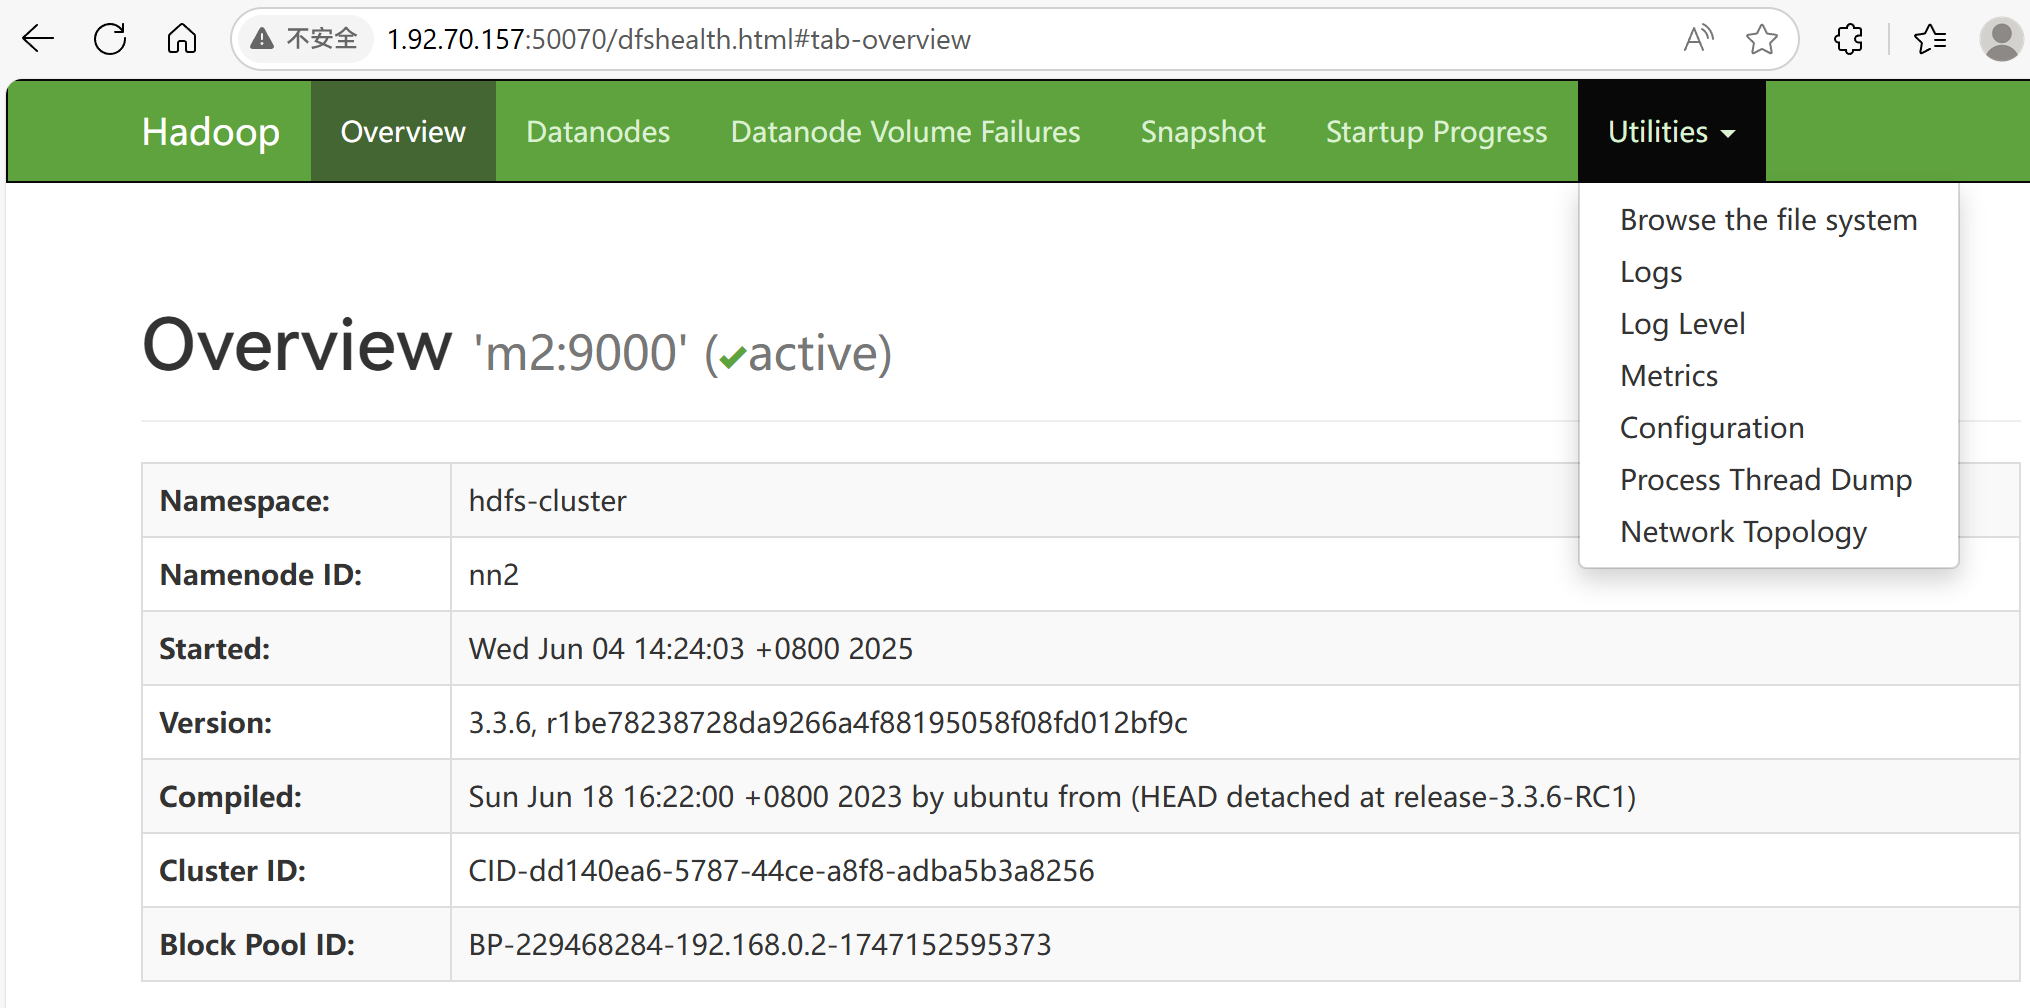 不安全 1.92.70.157:50070/dfshealth.html#tab-overview
Hadoop Overview Datanodes Datanode Volume Failures Snapshot Startup Progress Utilities
Browse the file system
Logs
Log Level
Metrics
Configuration
Process Thread Dump
Network Topology
Overview 'm2:9000' (✔active)
Namespace: hdfs-cluster
Namenode ID: nn2
Started: Wed Jun 04 14:24:03 +0800 2025
Version: 3.3.6, r1be78238728da9266a4f88195058f08fd012bf9c
Compiled: Sun Jun 18 16:22:00 +0800 2023 by ubuntu from (HEAD detached at release-3.3.6-RC1)
Cluster ID: CID-dd140ea6-5787-44ce-a8f8-adba5b3a8256
Block Pool ID: BP-229468284-192.168.0.2-1747152595373